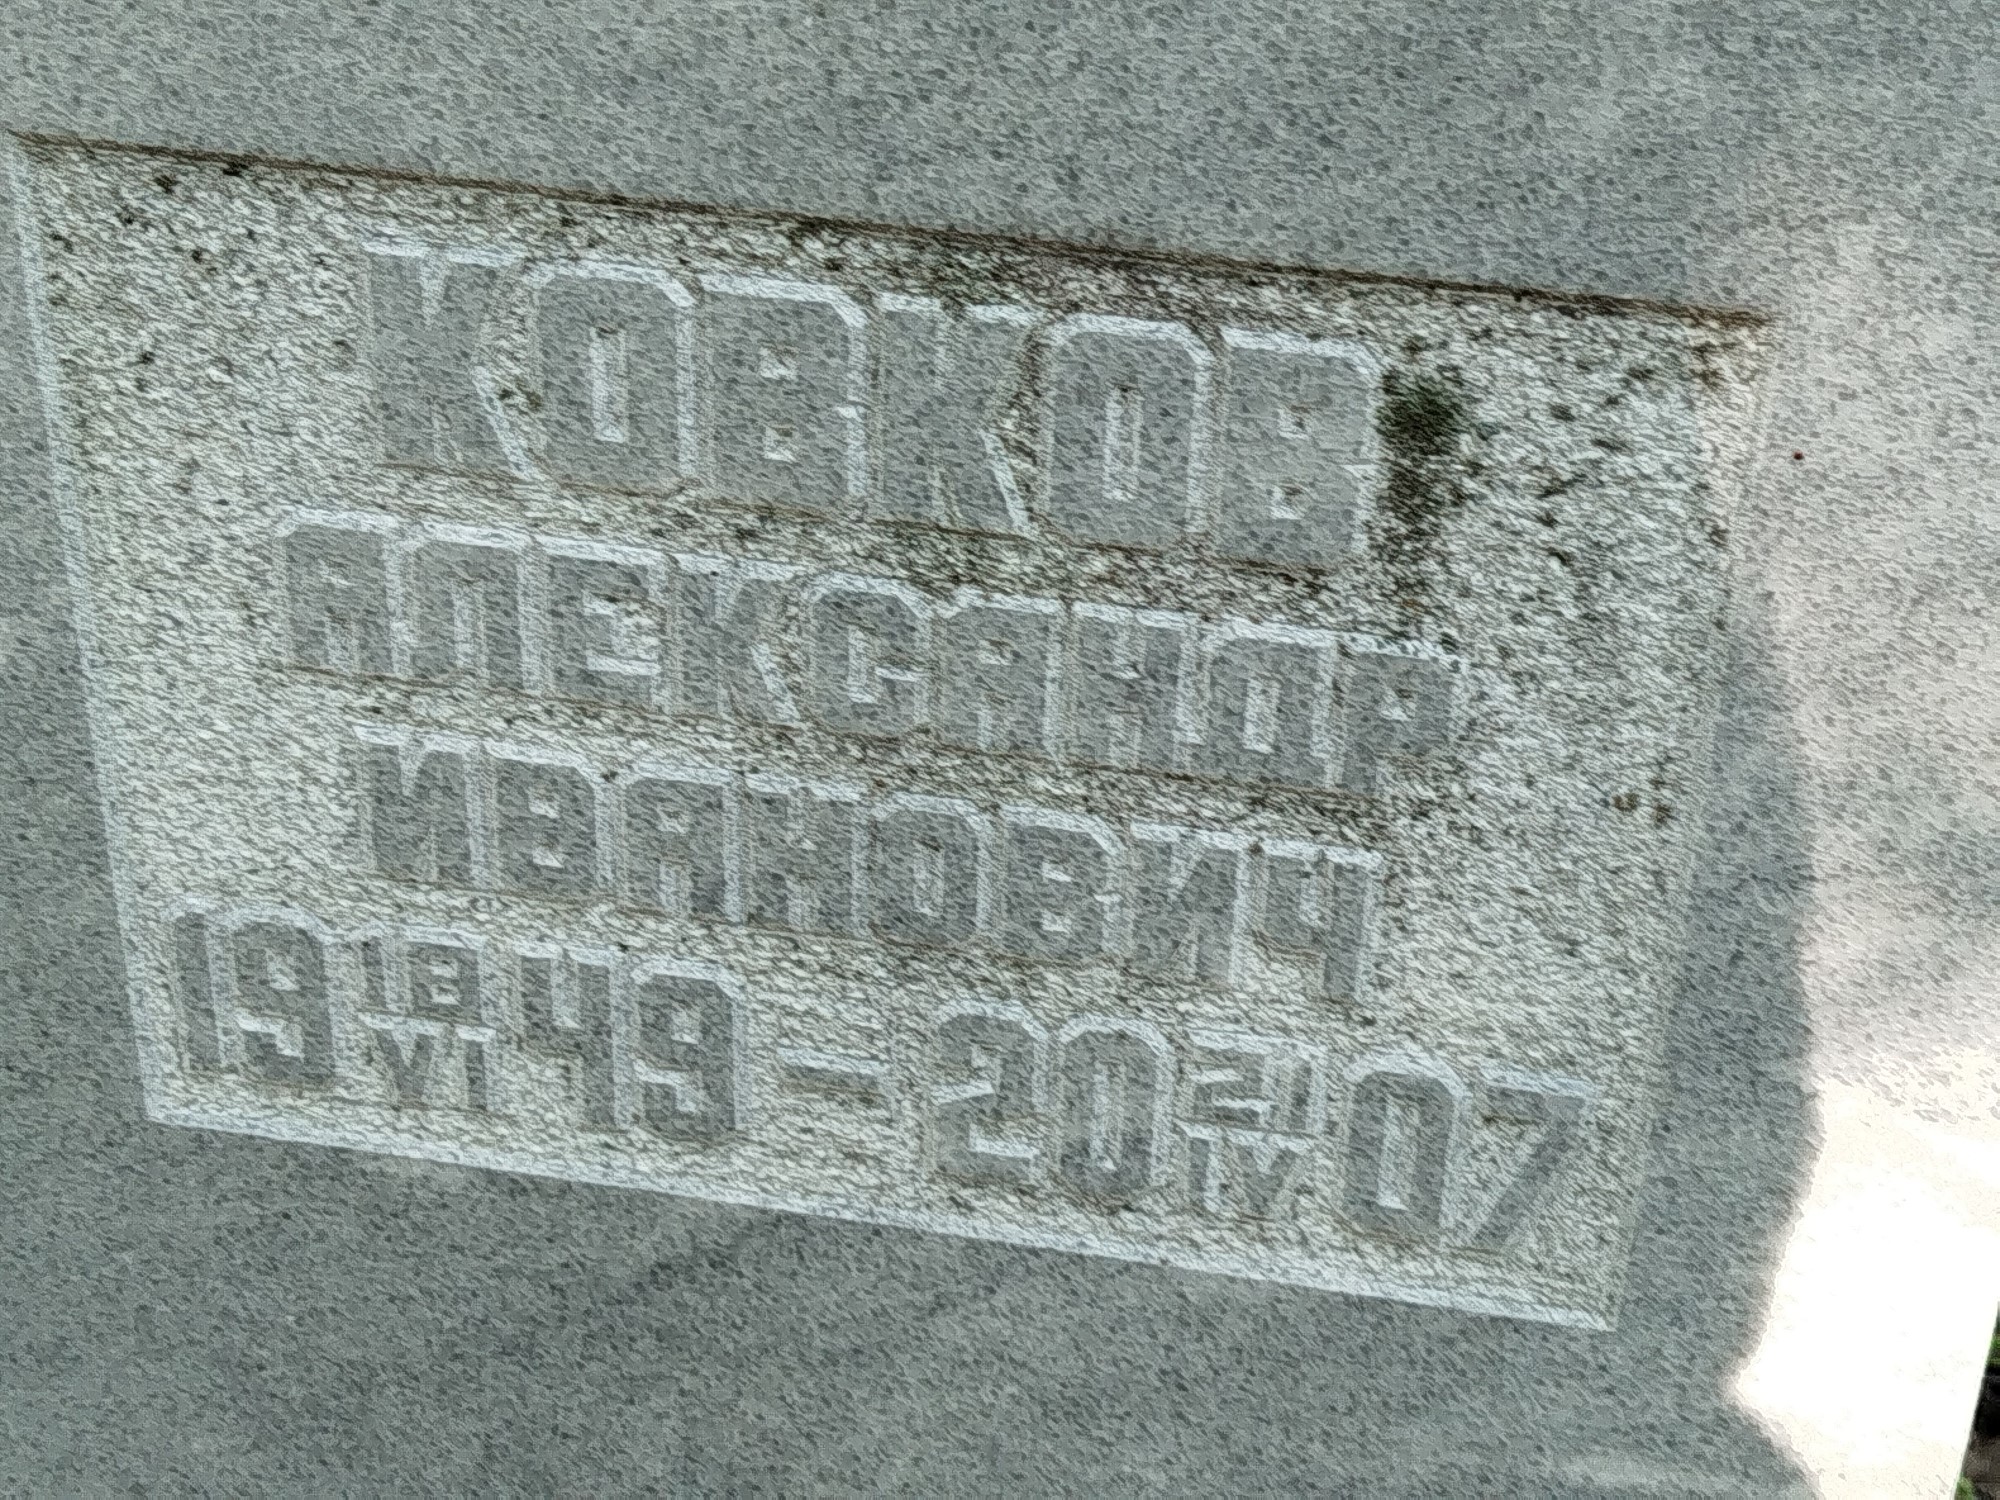 КОВКОВ
АЛЕКСАНДР
ИВАНОВИЧ
19 18/VI 49 – 20 21/IV 07